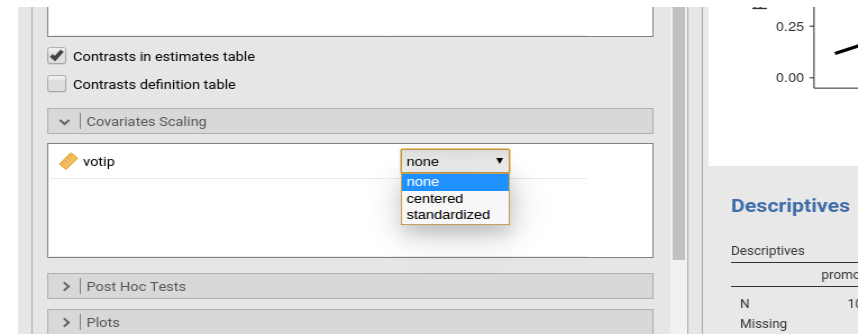 Contrasts in estimates table
Contrasts definition table
Covariates Scaling
votip
none
none
centered
standardized
Post Hoc Tests
Plots
0.25
0.00
Descriptives
Descriptives
N
Missing